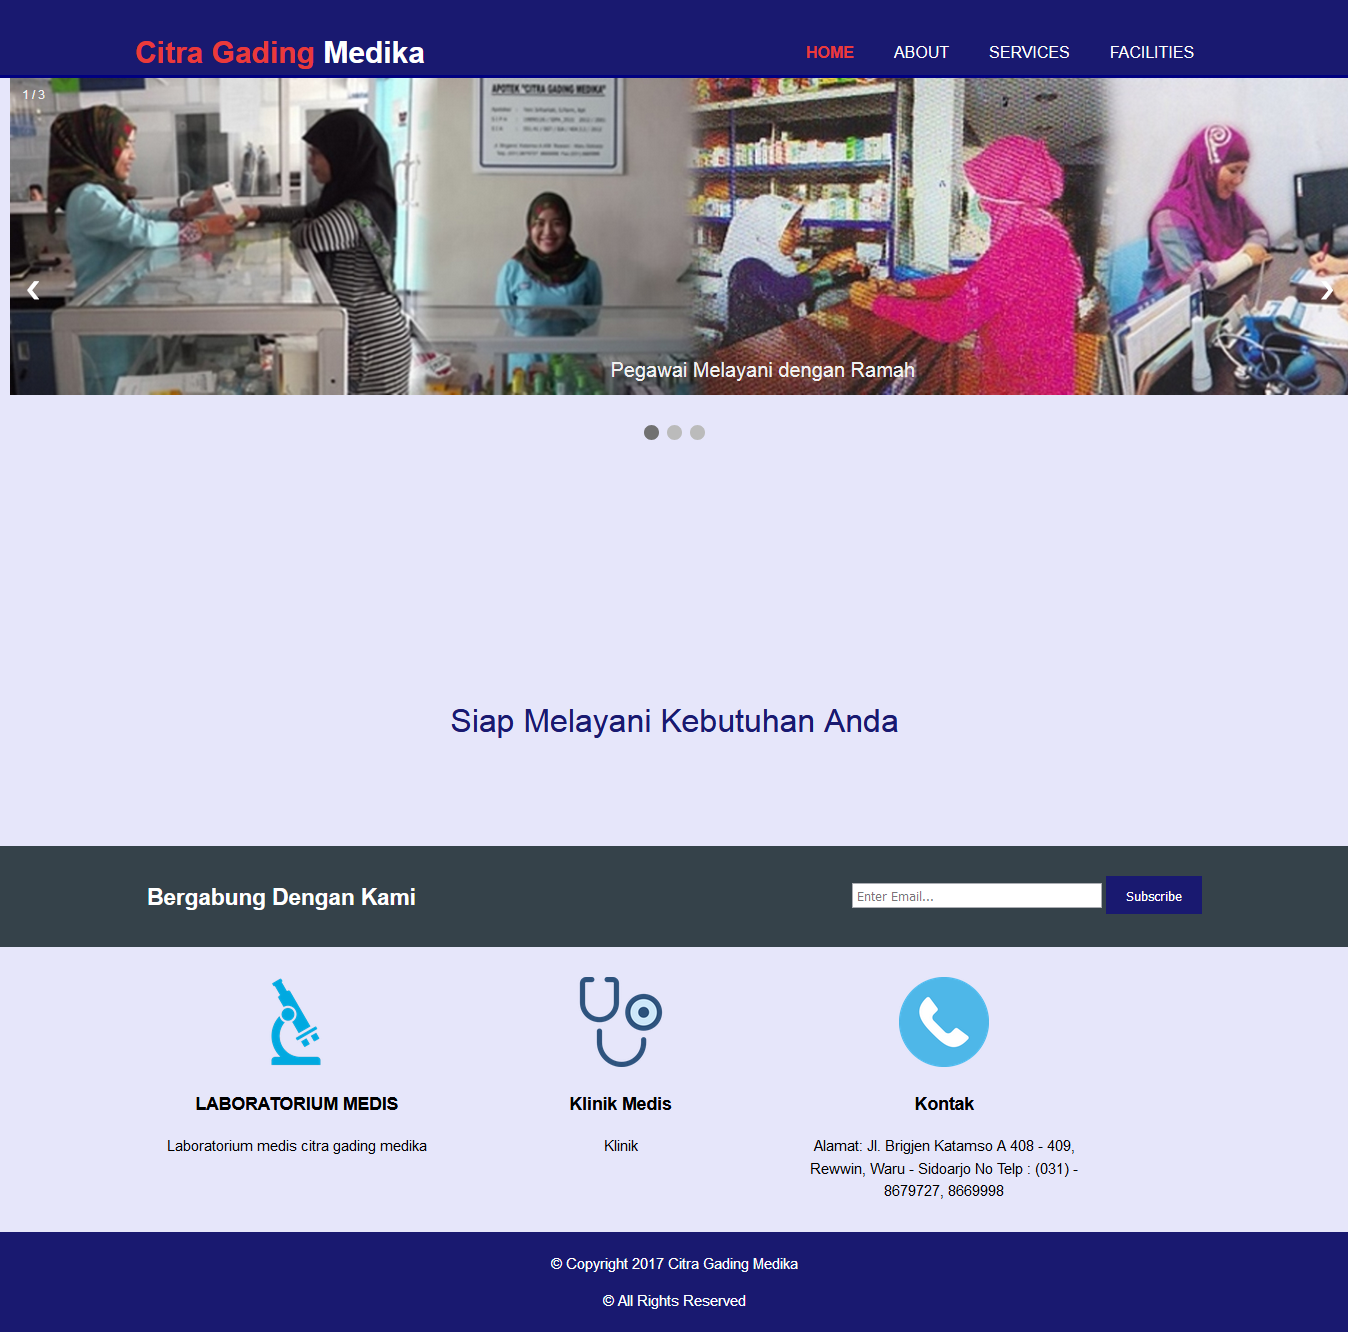 Citra Gading Medika
HOME ABOUT SERVICES FACILITIES
1 / 3
APOTEK "CITRA GADING MEDIKA"
Pegawai Melayani dengan Ramah
Siap Melayani Kebutuhan Anda
Bergabung Dengan Kami
Enter Email...
Subscribe
LABORATORIUM MEDIS
Laboratorium medis citra gading medika
Klinik Medis
Klinik
Kontak
Alamat: Jl. Brigjen Katamso A 408 - 409,
Rewwin, Waru - Sidoarjo No Telp : (031) -
8679727, 8669998
© Copyright 2017 Citra Gading Medika
© All Rights Reserved